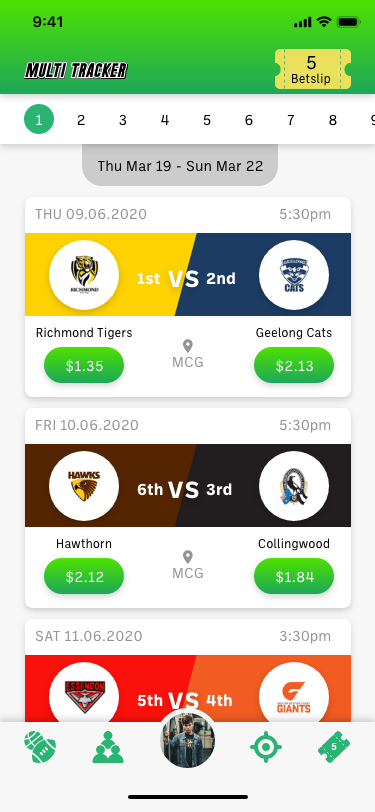 9:41
MULTI TRACKER
5
Betslip
1 2 3 4 5 6 7 8
Thu Mar 19 - Sun Mar 22
THU 09.06.2020 5:30pm
RICHMOND
1st VS 2nd
CATS
Richmond Tigers Geelong Cats
$1.35 $2.13
MCG
FRI 10.06.2020 5:30pm
HAWKS
6th VS 3rd
Hawthorn Collingwood
$2.12 $1.84
MCG
SAT 11.06.2020 3:30pm
ESSENDON
5th VS 4th
GIANTS
5